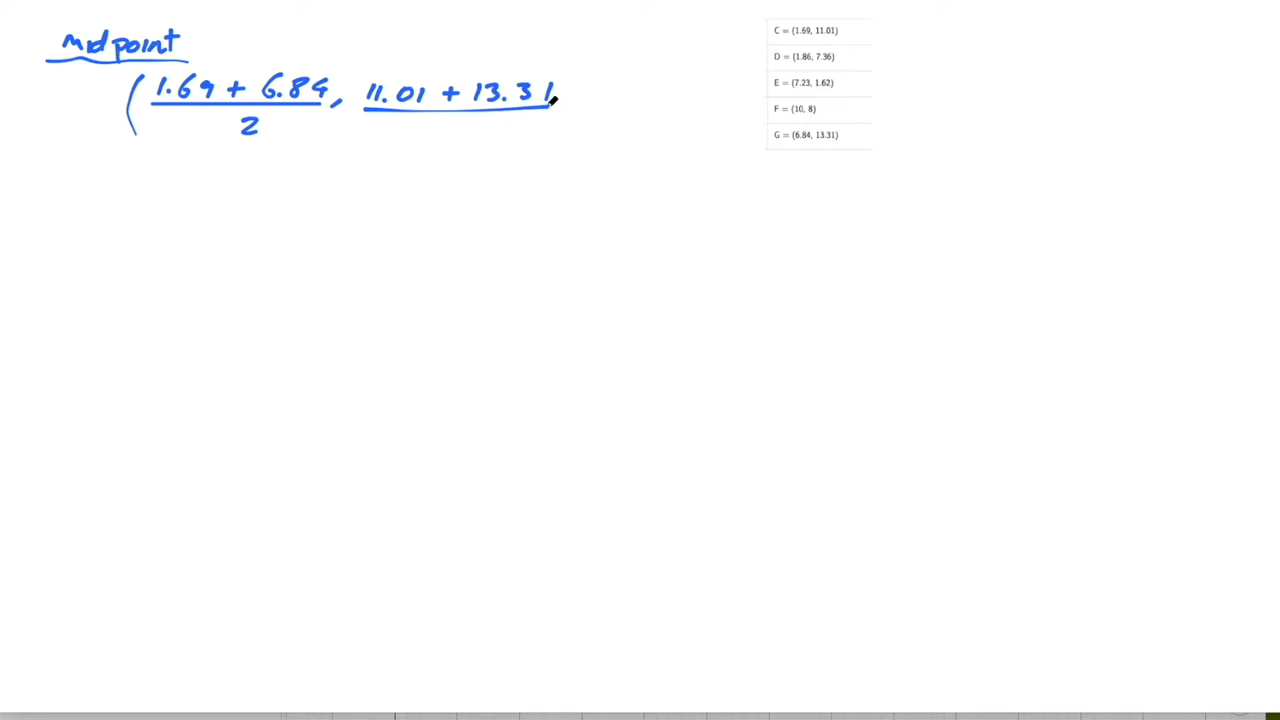 midpoint
(1.69 + 6.84, 11.01 + 13.31
2
C = (1.69, 11.01)
D = (1.86, 7.36)
E = (7.23, 1.62)
F = (10, 8)
G = (6.84, 13.31)